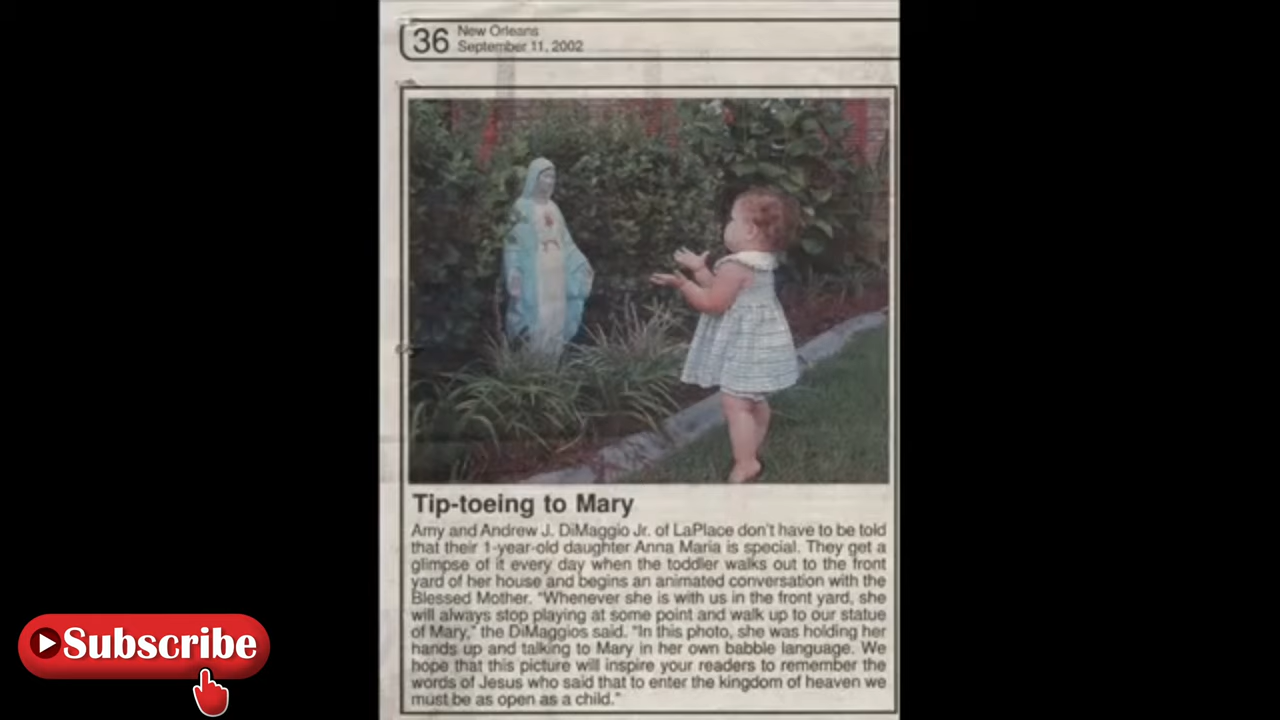 36
New Orleans
September 11, 2002
Tip-toeing to Mary
Amy and Andrew J. DiMaggio Jr. of LaPlace don't have to be told
that their 1-year-old daughter Anna Maria is special. They get a
glimpse of it every day when the toddler walks out to the front
yard of her house and begins an animated conversation with the
Blessed Mother. "Whenever she is with us in the front yard, she
will always stop playing at some point and walk up to our statue
of Mary," the DiMaggios said. "In this photo, she was holding her
hands up and talking to Mary in her own babble language. We
hope that this picture will inspire your readers to remember the
words of Jesus who said that to enter the kingdom of heaven we
must be as open as a child."
Subscribe